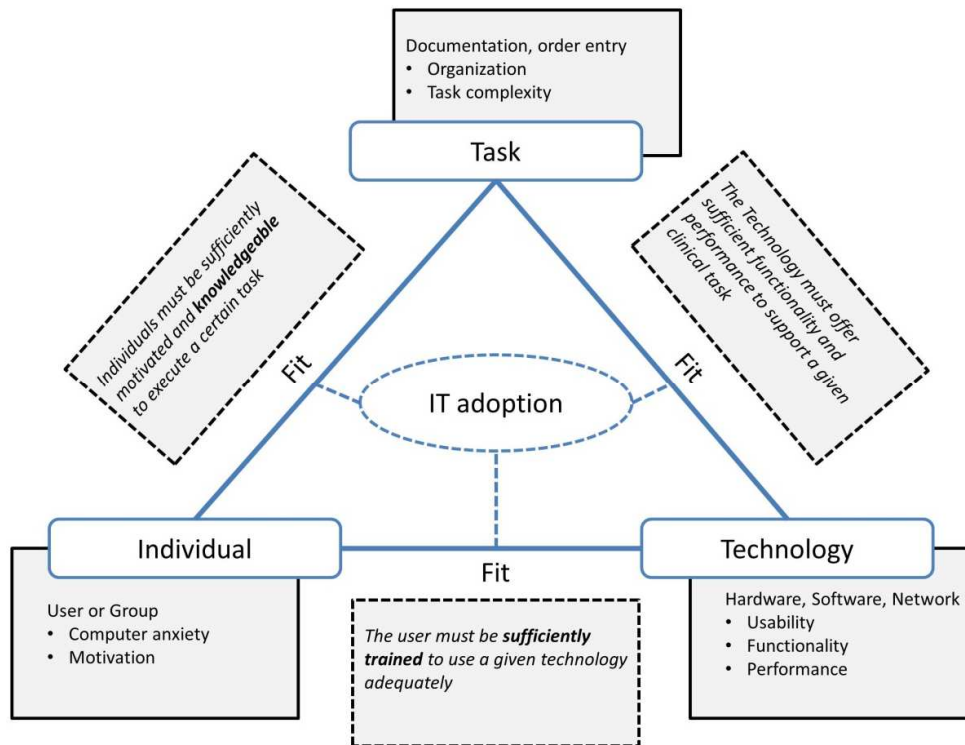 Documentation, order entry
• Organization
• Task complexity
Task
Individuals must be sufficiently
motivated and knowledgeable
to execute a certain task
Fit
The Technology must offer
sufficient functionality and
performance to support a given
clinical task
Fit
IT adoption
Individual
User or Group
• Computer anxiety
• Motivation
Fit
The user must be sufficiently
trained to use a given technology
adequately
Technology
Hardware, Software, Network
• Usability
• Functionality
• Performance